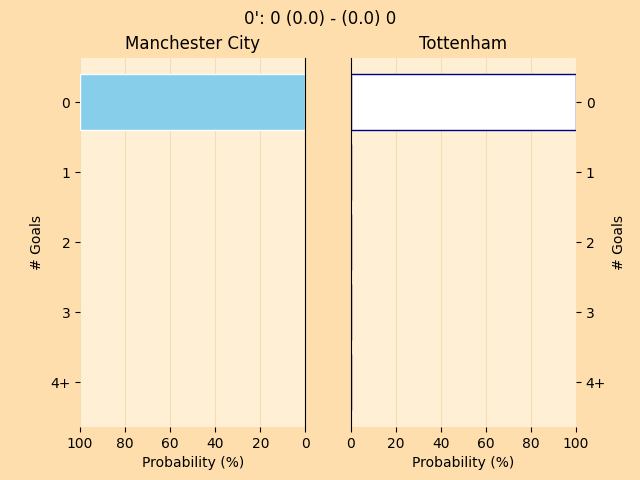 0': 0 (0.0) - (0.0) 0
Manchester City
Tottenham
0
1
2
3
4+
# Goals
100 80 60 40 20 0
Probability (%)
0
1
2
3
4+
# Goals
0 20 40 60 80 100
Probability (%)